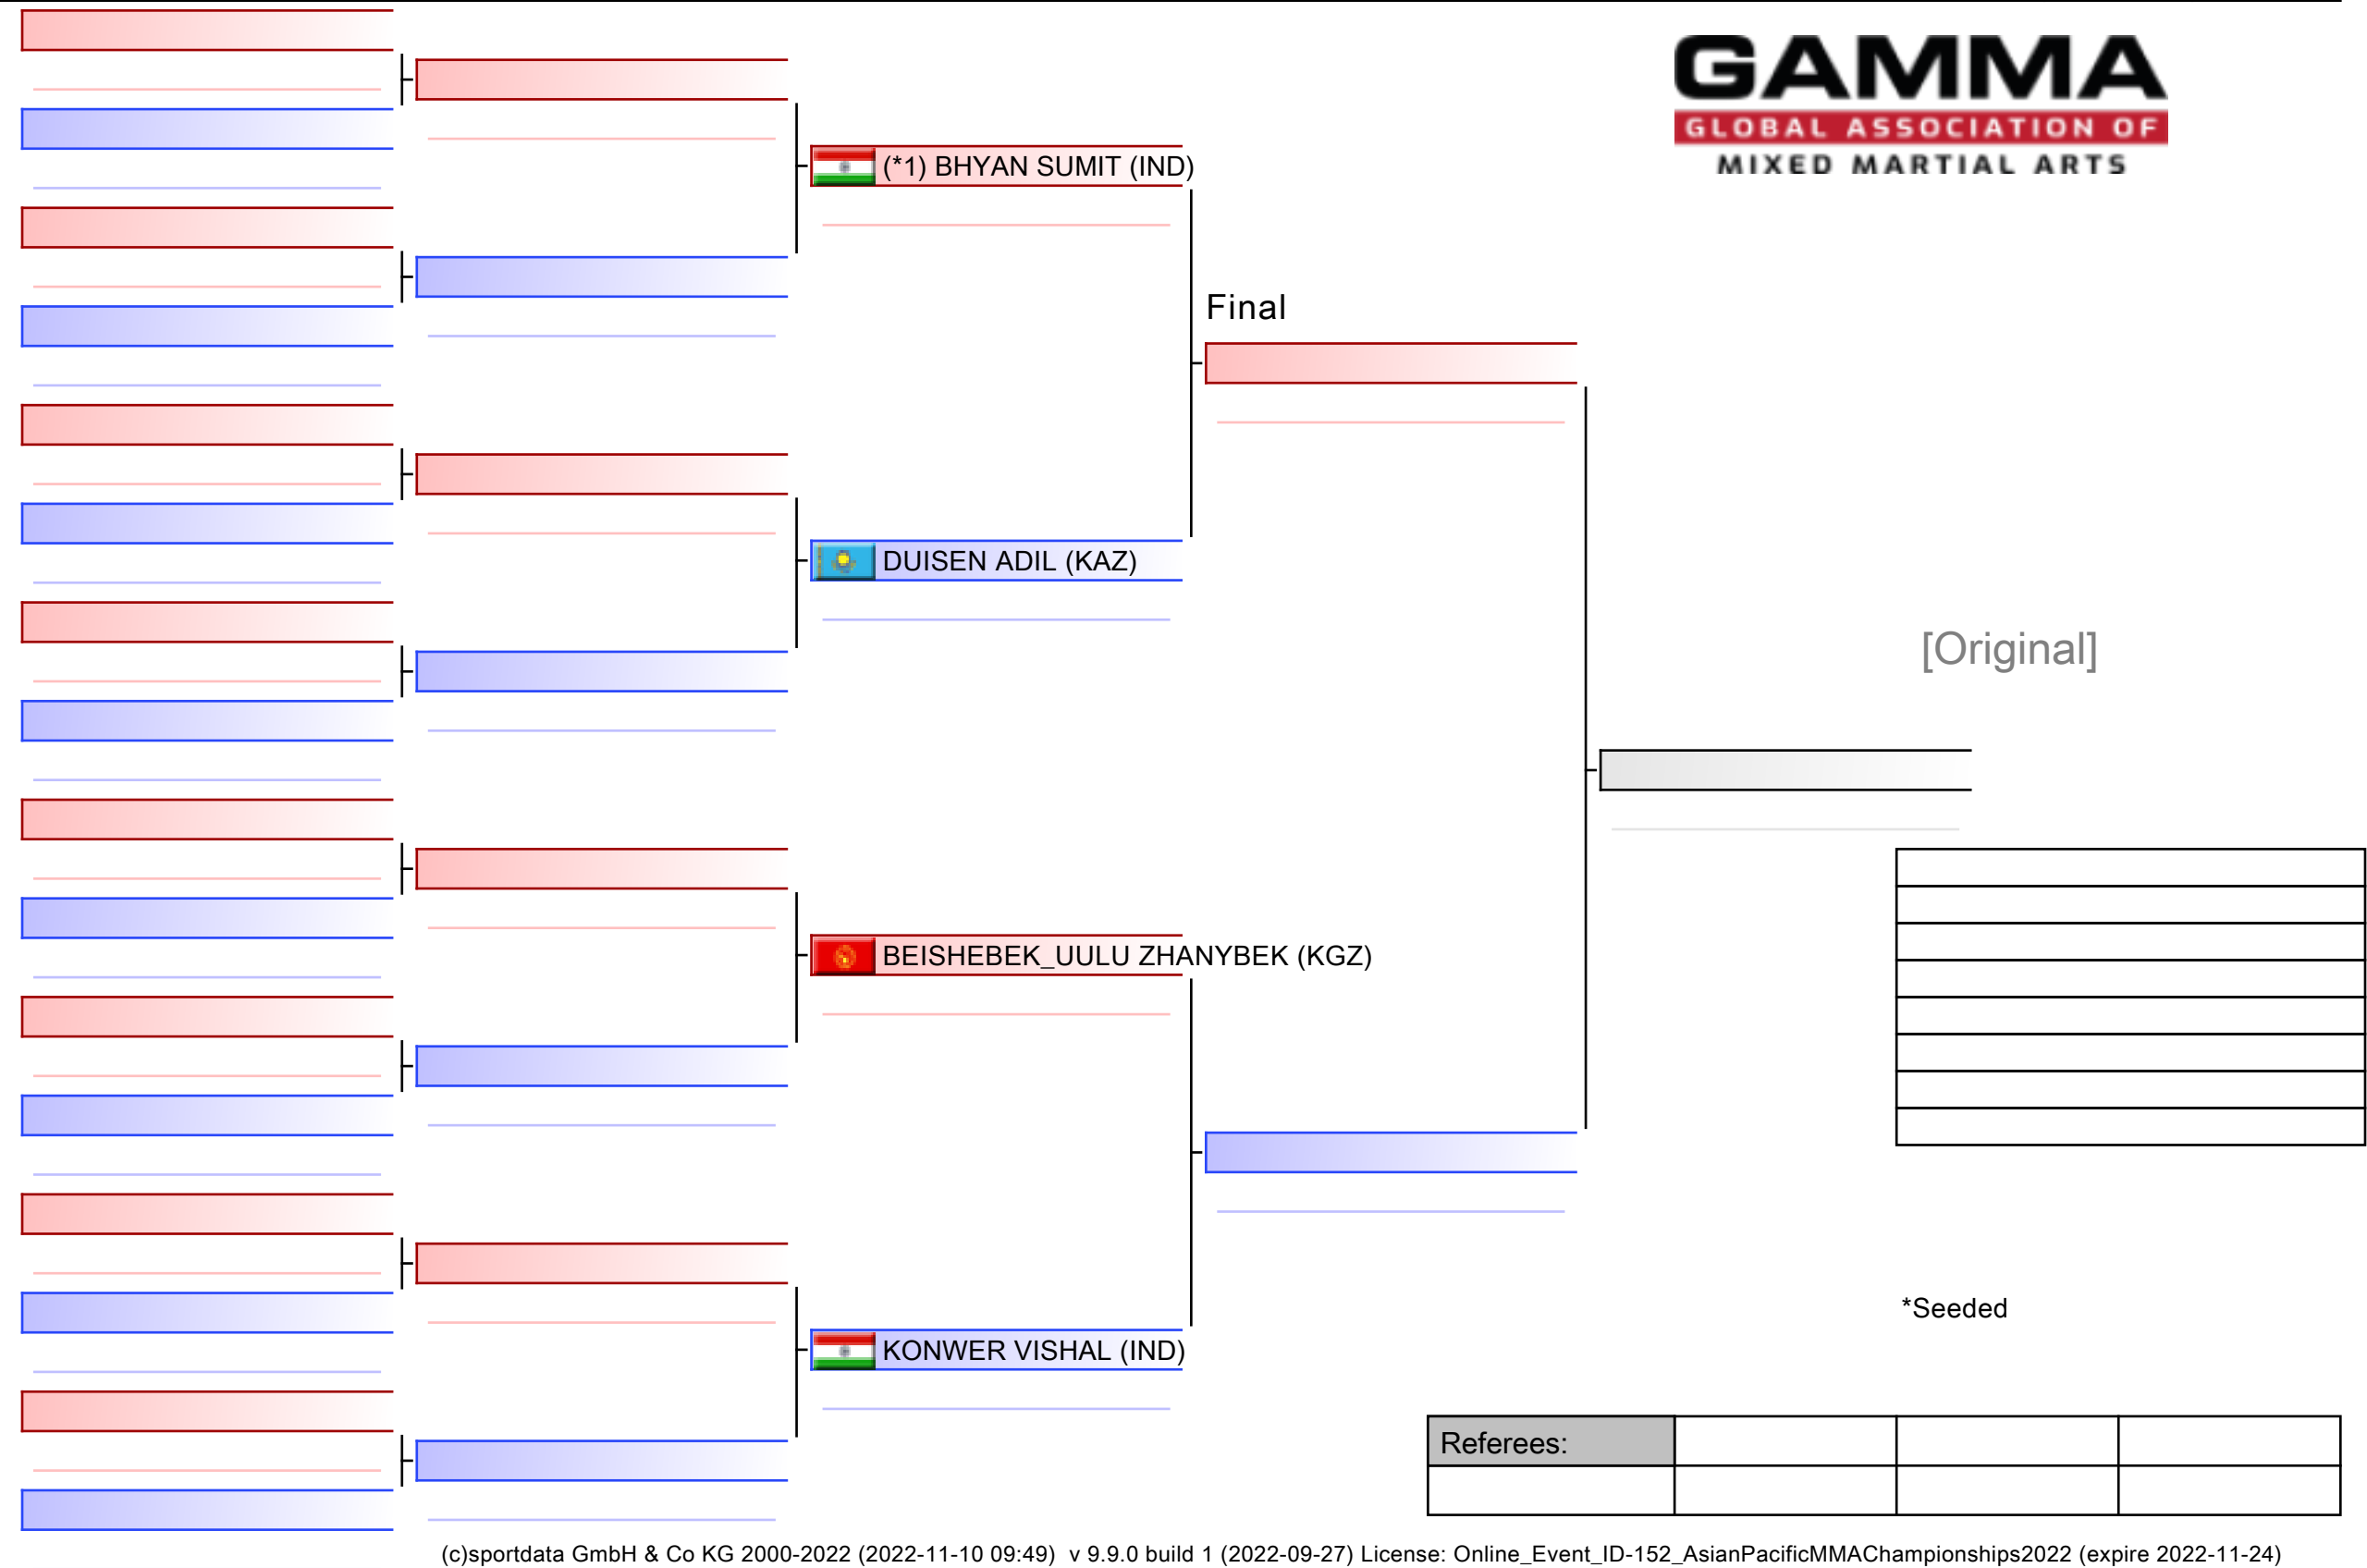 GAMMA
GLOBAL ASSOCIATION OF
MIXED MARTIAL ARTS
(*1) BHYAN SUMIT (IND)
Final
DUISEN ADIL (KAZ)
[Original]
BEISHEBEK_UULU ZHANYBEK (KGZ)
*Seeded
KONWER VISHAL (IND)
Referees:
(c)sportdata GmbH & Co KG 2000-2022 (2022-11-10 09:49) v 9.9.0 build 1 (2022-09-27) License: Online_Event_ID-152_AsianPacificMMAChampionships2022 (expire 2022-11-24)